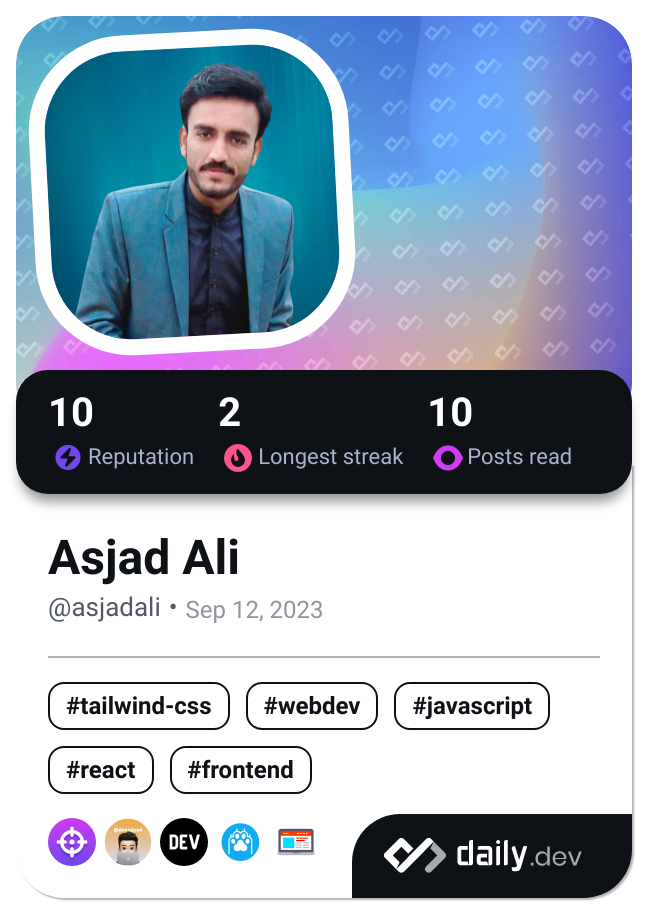 10 2 10
Reputation Longest streak Posts read
Asjad Ali
@asjadali • Sep 12, 2023
#tailwind-css #webdev #javascript
#react #frontend
DEV
daily.dev